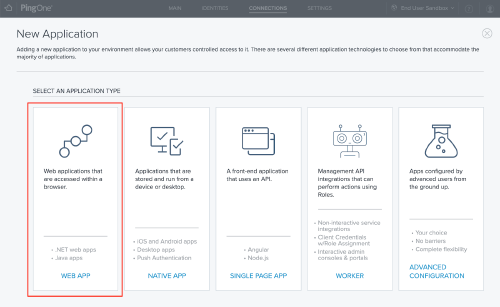 PingOne
MAIN
IDENTITIES
CONNECTIONS
SETTINGS
End User Sandbox
New Application
Adding a new application to your environment allows your customers controlled access to it. There are several different application technologies to choose from that accommodate the
majority of applications.
SELECT AN APPLICATION TYPE
Web applications that
are accessed within a
browser.
• .NET web apps
• Java apps
WEB APP
Applications that are
stored and run from a
device or desktop.
• iOS and Android apps
• Desktop apps
• Push Authentication
NATIVE APP
A front-end application
that uses an API.
• Angular
• Node.js
SINGLE PAGE APP
Management API
integrations that can
perform actions using
Roles.
• Non-interactive service
integrations
• Client Credentials
w/Role Assignment
• Interactive admin
consoles & portals
WORKER
Apps configured by
advanced users from
the ground up.
• Your choice
• No barriers
• Complete flexibility
ADVANCED
CONFIGURATION